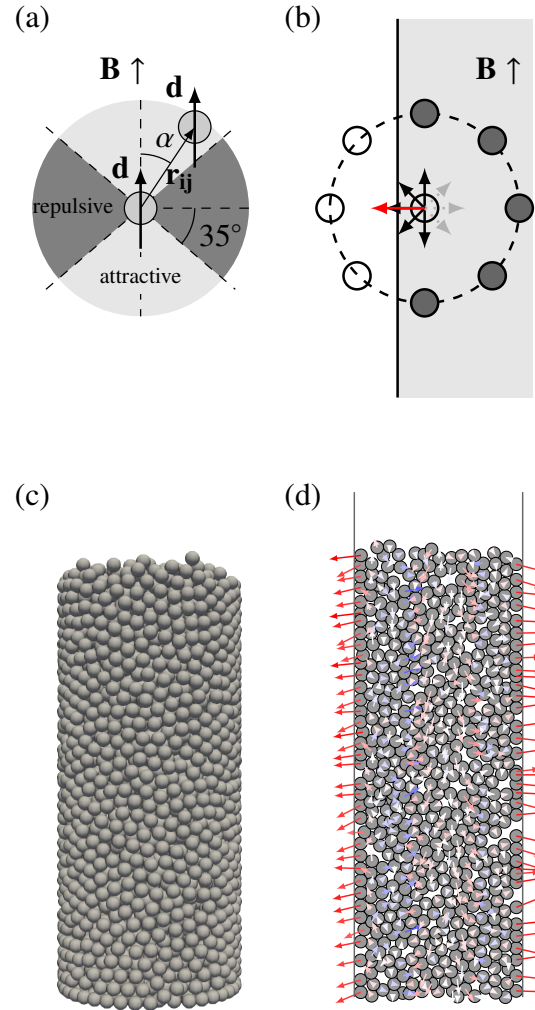 (a)
B ↑
d
d
α
r_ij
repulsive
35°
attractive
(b)
B ↑
(c)
(d)